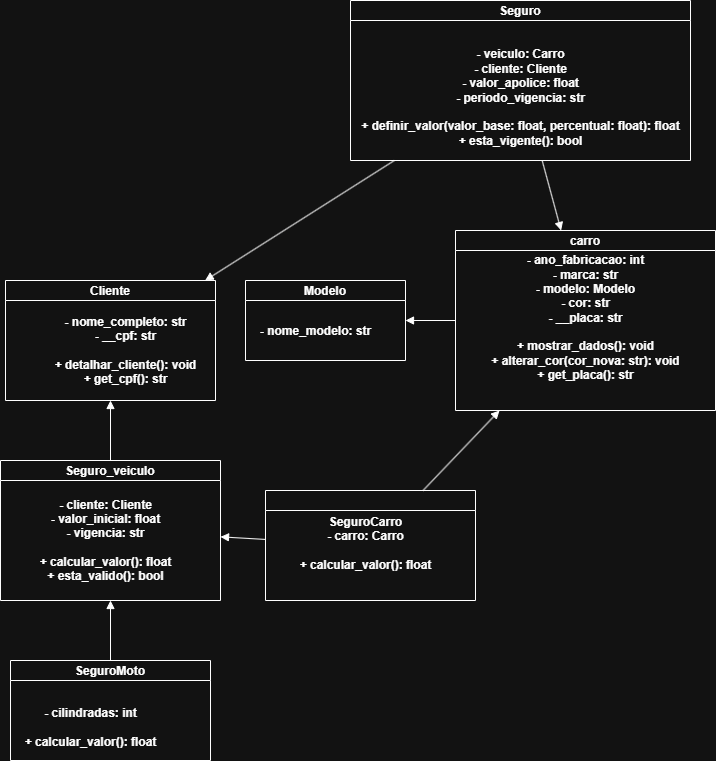 Seguro
- veiculo: Carro
- cliente: Cliente
- valor_apolice: float
- periodo_vigencia: str
+ definir_valor(valor_base: float, percentual: float): float
+ esta_vigente(): bool
carro
- ano_fabricacao: int
- marca: str
- modelo: Modelo
- cor: str
- __placa: str
+ mostrar_dados(): void
+ alterar_cor(cor_nova: str): void
+ get_placa(): str
Cliente
- nome_completo: str
- __cpf: str
+ detalhar_cliente(): void
+ get_cpf(): str
Modelo
- nome_modelo: str
Seguro_veiculo
- cliente: Cliente
- valor_inicial: float
- vigencia: str
+ calcular_valor(): float
+ esta_valido(): bool
SeguroCarro
- carro: Carro
+ calcular_valor(): float
SeguroMoto
- cilindradas: int
+ calcular_valor(): float